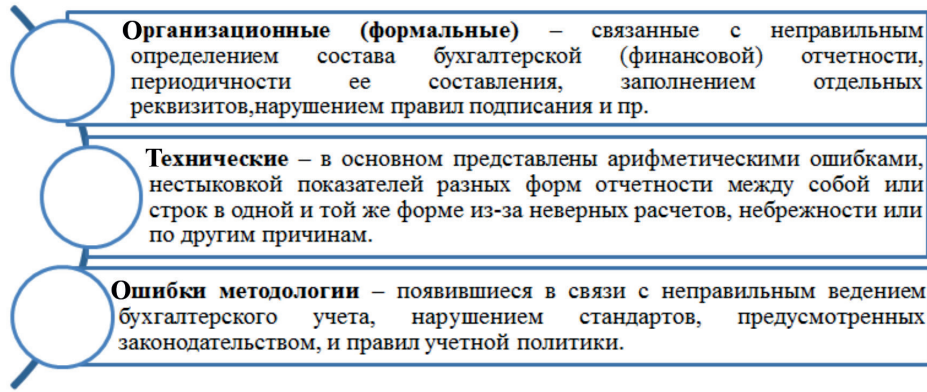 Организационные (формальные) – связанные с неправильным
определением состава бухгалтерской (финансовой) отчетности,
периодичности ее составления, заполнением отдельных
реквизитов,нарушением правил подписания и пр.
Технические – в основном представлены арифметическими ошибками,
нестыковкой показателей разных форм отчетности между собой или
строк в одной и той же форме из-за неверных расчетов, небрежности или
по другим причинам.
Ошибки методологии – появившиеся в связи с неправильным ведением
бухгалтерского учета, нарушением стандартов, предусмотренных
законодательством, и правил учетной политики.